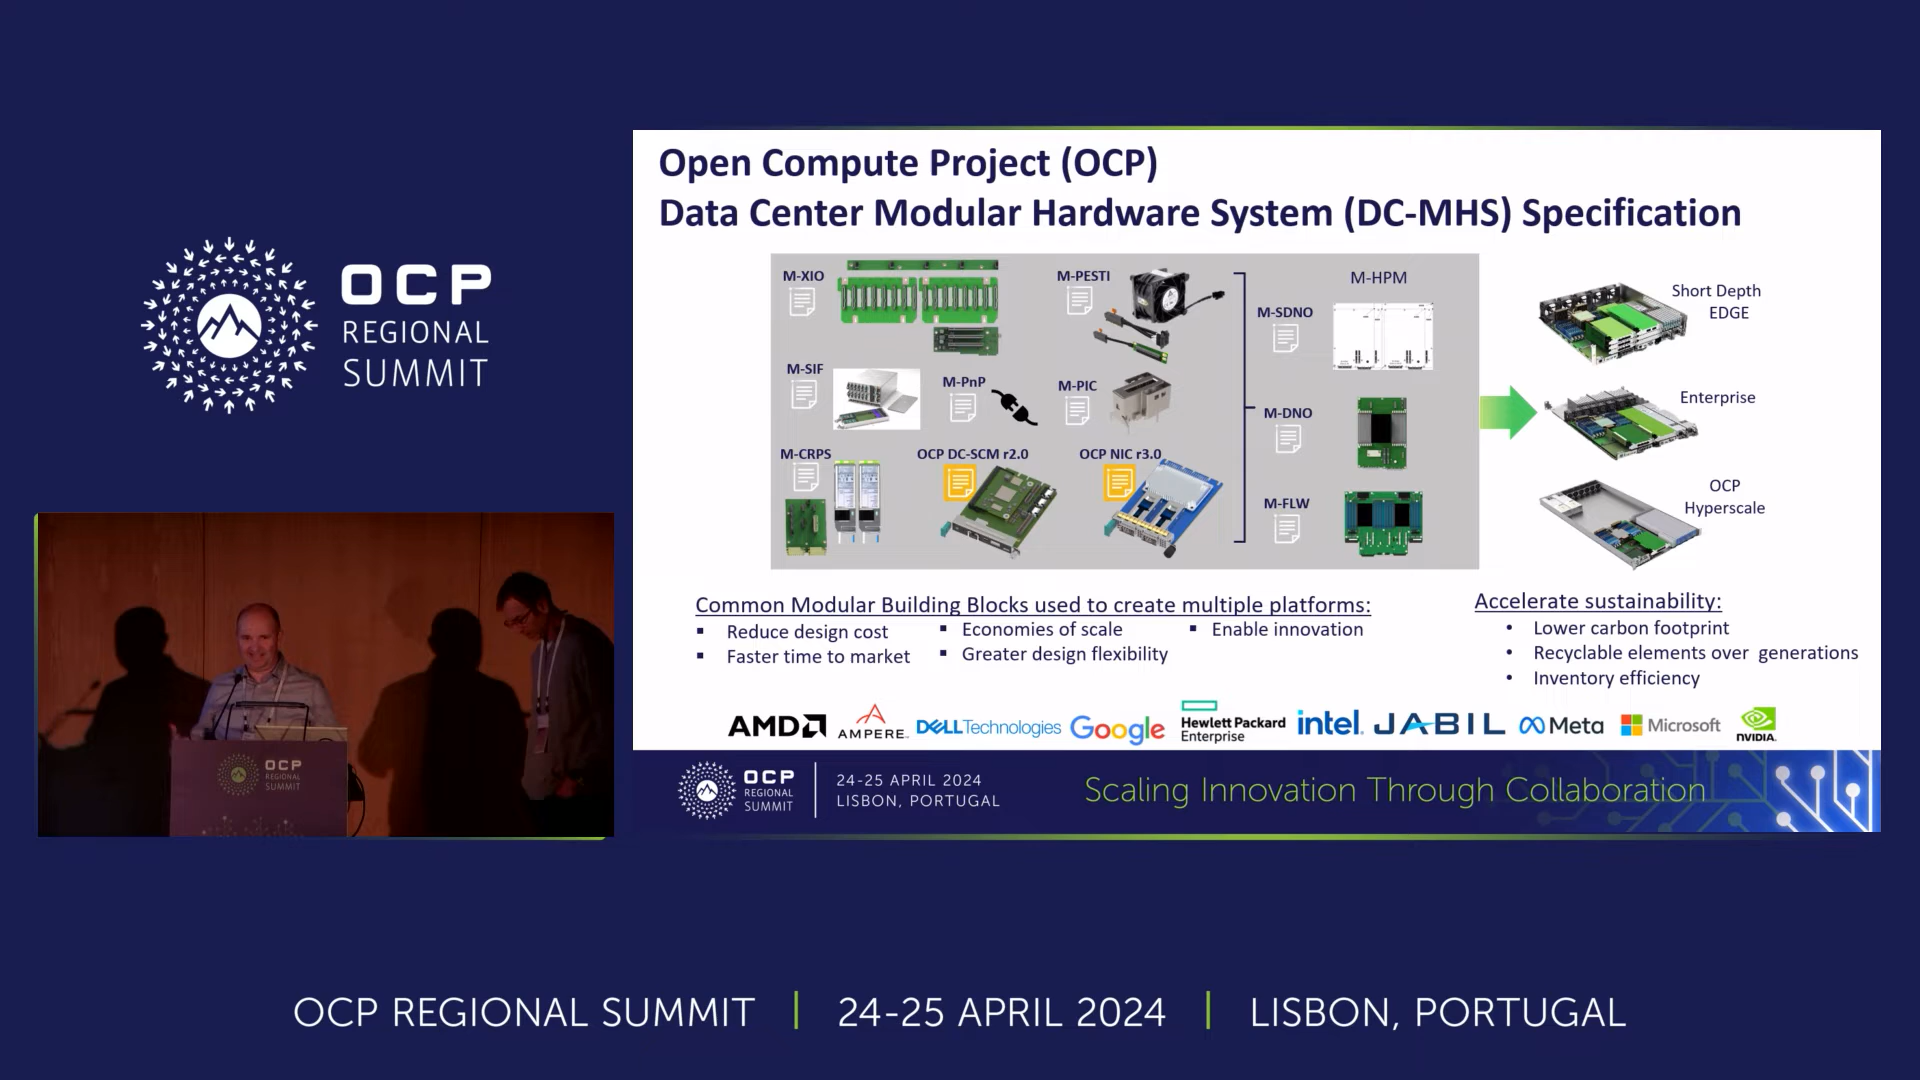 OCP
REGIONAL
SUMMIT
Open Compute Project (OCP)
Data Center Modular Hardware System (DC-MHS) Specification
M-XIO
M-PESTI
M-HPM
M-SDNO
M-SIF
M-PnP
M-PIC
M-DNO
M-CRPS
OCP DC-SCM r2.0
OCP NIC r3.0
M-FLW
Short Depth
EDGE
Enterprise
OCP
Hyperscale
Common Modular Building Blocks used to create multiple platforms:
Reduce design cost
Faster time to market
Economies of scale
Greater design flexibility
Enable innovation
Accelerate sustainability:
Lower carbon footprint
Recyclable elements over generations
Inventory efficiency
AMD
AMPERE
DELL Technologies
Google
Hewlett Packard
Enterprise
intel.
JABIL
Meta
Microsoft
NVIDIA.
OCP
REGIONAL
SUMMIT
24-25 APRIL 2024
LISBON, PORTUGAL
Scaling Innovation Through Collaboration
OCP
REGIONAL
SUMMIT
OCP REGIONAL SUMMIT | 24-25 APRIL 2024 | LISBON, PORTUGAL